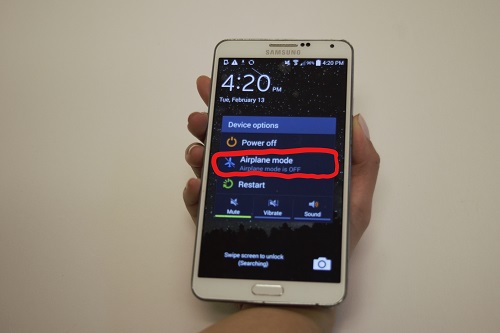 SAMSUNG
98% 4:20 PM
4:20 PM
Tue, February 13
Device options
Power off
Airplane mode
Airplane mode is OFF
Restart
Mute Vibrate Sound
Swipe screen to unlock
(Searching)